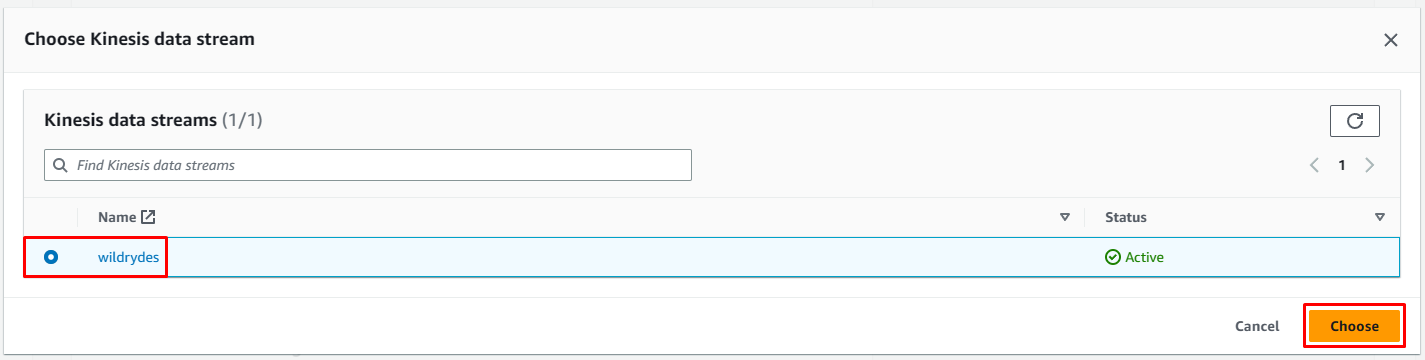 Choose Kinesis data stream
Kinesis data streams (1/1)
Find Kinesis data streams
1
Name Status
wildrydes Active
Cancel Choose